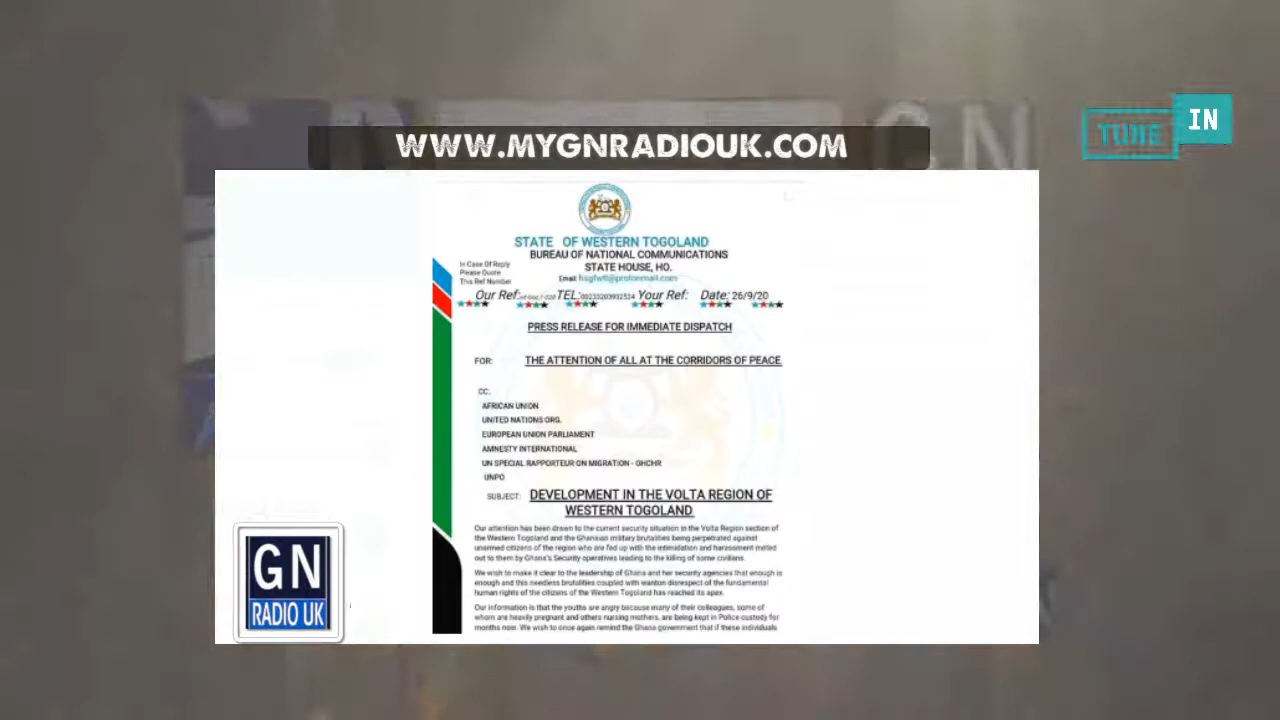 WWW.MYGNRADIOUK.COM
TUNE
IN
STATE OF WESTERN TOGOLAND
BUREAU OF NATIONAL COMMUNICATIONS
STATE HOUSE, HO.
In Case Of Reply
Please Quote
This Ref Number
Email:
Our Ref: TEL: Your Ref: Date: 26/9/20
PRESS RELEASE FOR IMMEDIATE DISPATCH
FOR: THE ATTENTION OF ALL AT THE CORRIDORS OF PEACE
CC:
AFRICAN UNION
UNITED NATIONS ORG.
EUROPEAN UNION PARLIAMENT
AMNESTY INTERNATIONAL
UN SPECIAL RAPPORTEUR ON MIGRATION - OHCHR
UNPO
SUBJECT: DEVELOPMENT IN THE VOLTA REGION OF
WESTERN TOGOLAND
Our attention has been drawn to the current security situation in the Volta Region section of
the Western Togoland and the Ghanaian military brutalities being perpetrated against
unarmed citizens of the region who are fed up with the intimidation and harassment meted
out to them by Ghana's Security operatives leading to the killing of some civilians.
We wish to make it clear to the leadership of Ghana and her security agencies that enough is
enough and this needless brutalities coupled with wanton disrespect of the fundamental
human rights of the citizens of the Western Togoland has reached its apex.
Our information is that the youths are angry because many of their colleagues, some of
whom are heavily pregnant and others nursing mothers, are being kept in Police custody for
months now. We wish to once again remind the Ghana government that if these individuals
GN
RADIO UK
GN